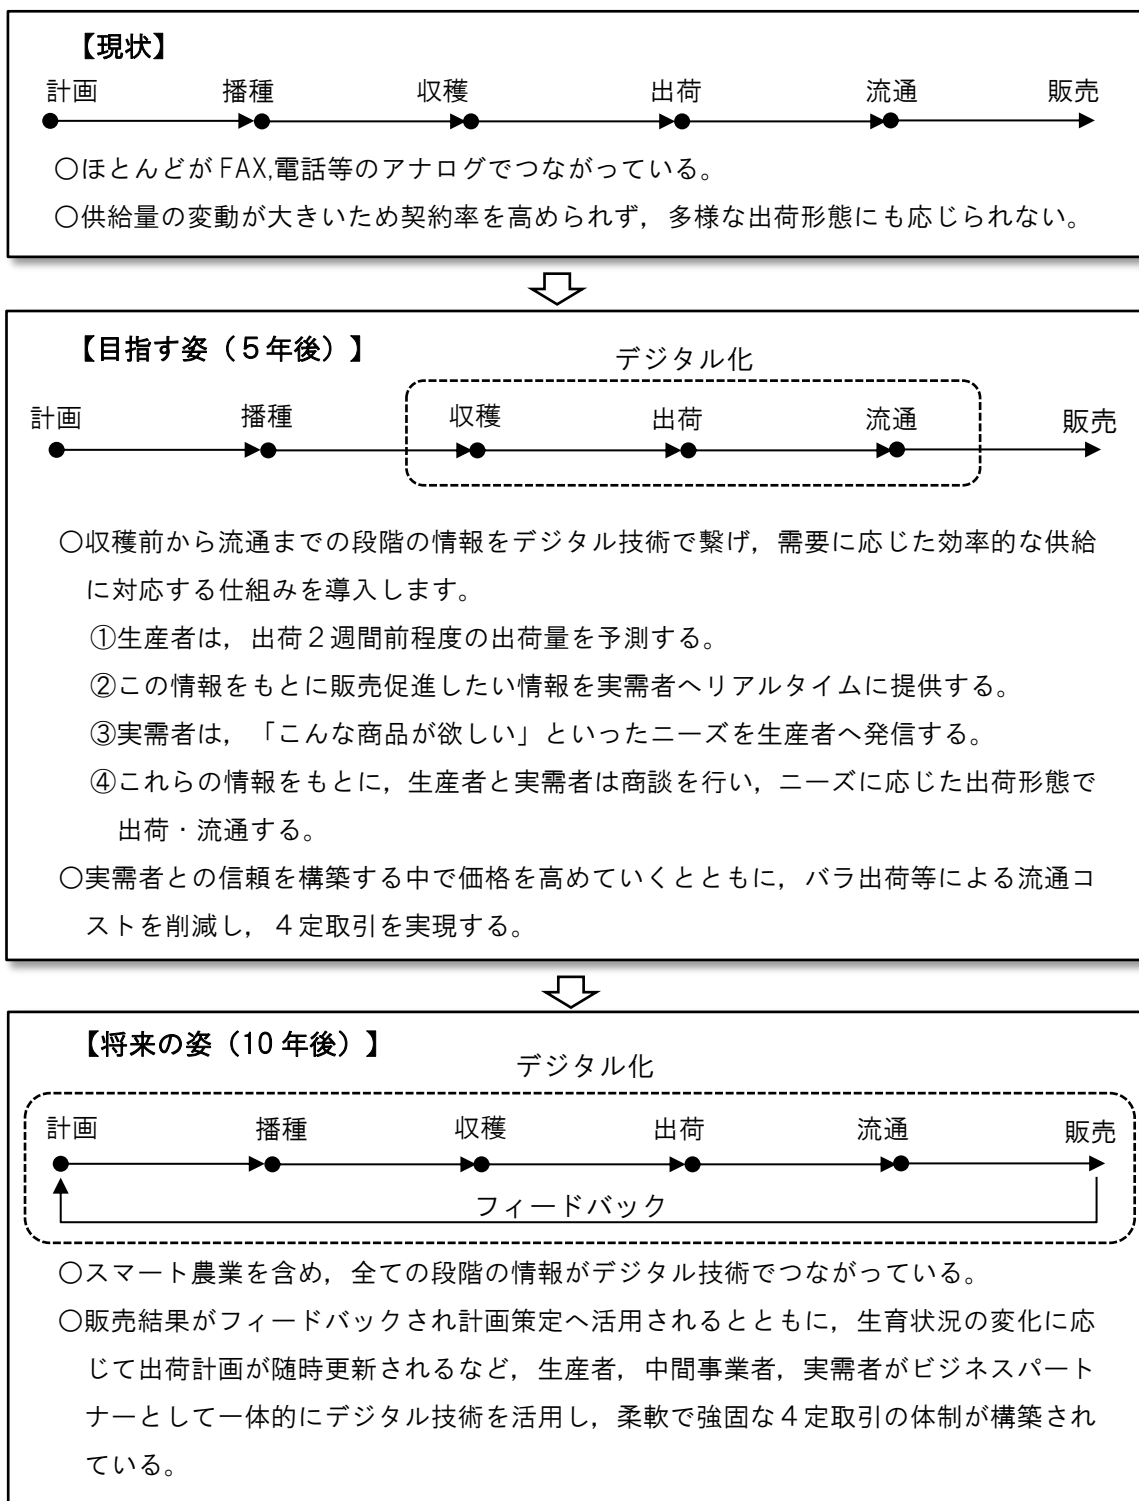 【現状】
計画 播種 収穫 出荷 流通 販売
〇ほとんどが FAX,電話等のアナログでつながっている。
〇供給量の変動が大きいため契約率を高められず，多様な出荷形態にも応じられない。
【目指す姿（５年後）】
デジタル化
計画 播種 収穫 出荷 流通 販売
〇収穫前から流通までの段階の情報をデジタル技術で繋げ，需要に応じた効率的な供給
に対応する仕組みを導入します。
①生産者は，出荷２週間前程度の出荷量を予測する。
②この情報をもとに販売促進したい情報を実需者へリアルタイムに提供する。
③実需者は，「こんな商品が欲しい」といったニーズを生産者へ発信する。
④これらの情報をもとに，生産者と実需者は商談を行い，ニーズに応じた出荷形態で
出荷・流通する。
〇実需者との信頼を構築する中で価格を高めていくとともに，バラ出荷等による流通コ
ストを削減し，４定取引を実現する。
【将来の姿（10 年後）】
デジタル化
計画 播種 収穫 出荷 流通 販売
フィードバック
〇スマート農業を含め，全ての段階の情報がデジタル技術でつながっている。
〇販売結果がフィードバックされ計画策定へ活用されるとともに，生育状況の変化に応
じて出荷計画が随時更新されるなど，生産者，中間事業者，実需者がビジネスパート
ナーとして一体的にデジタル技術を活用し，柔軟で強固な４定取引の体制が構築され
ている。